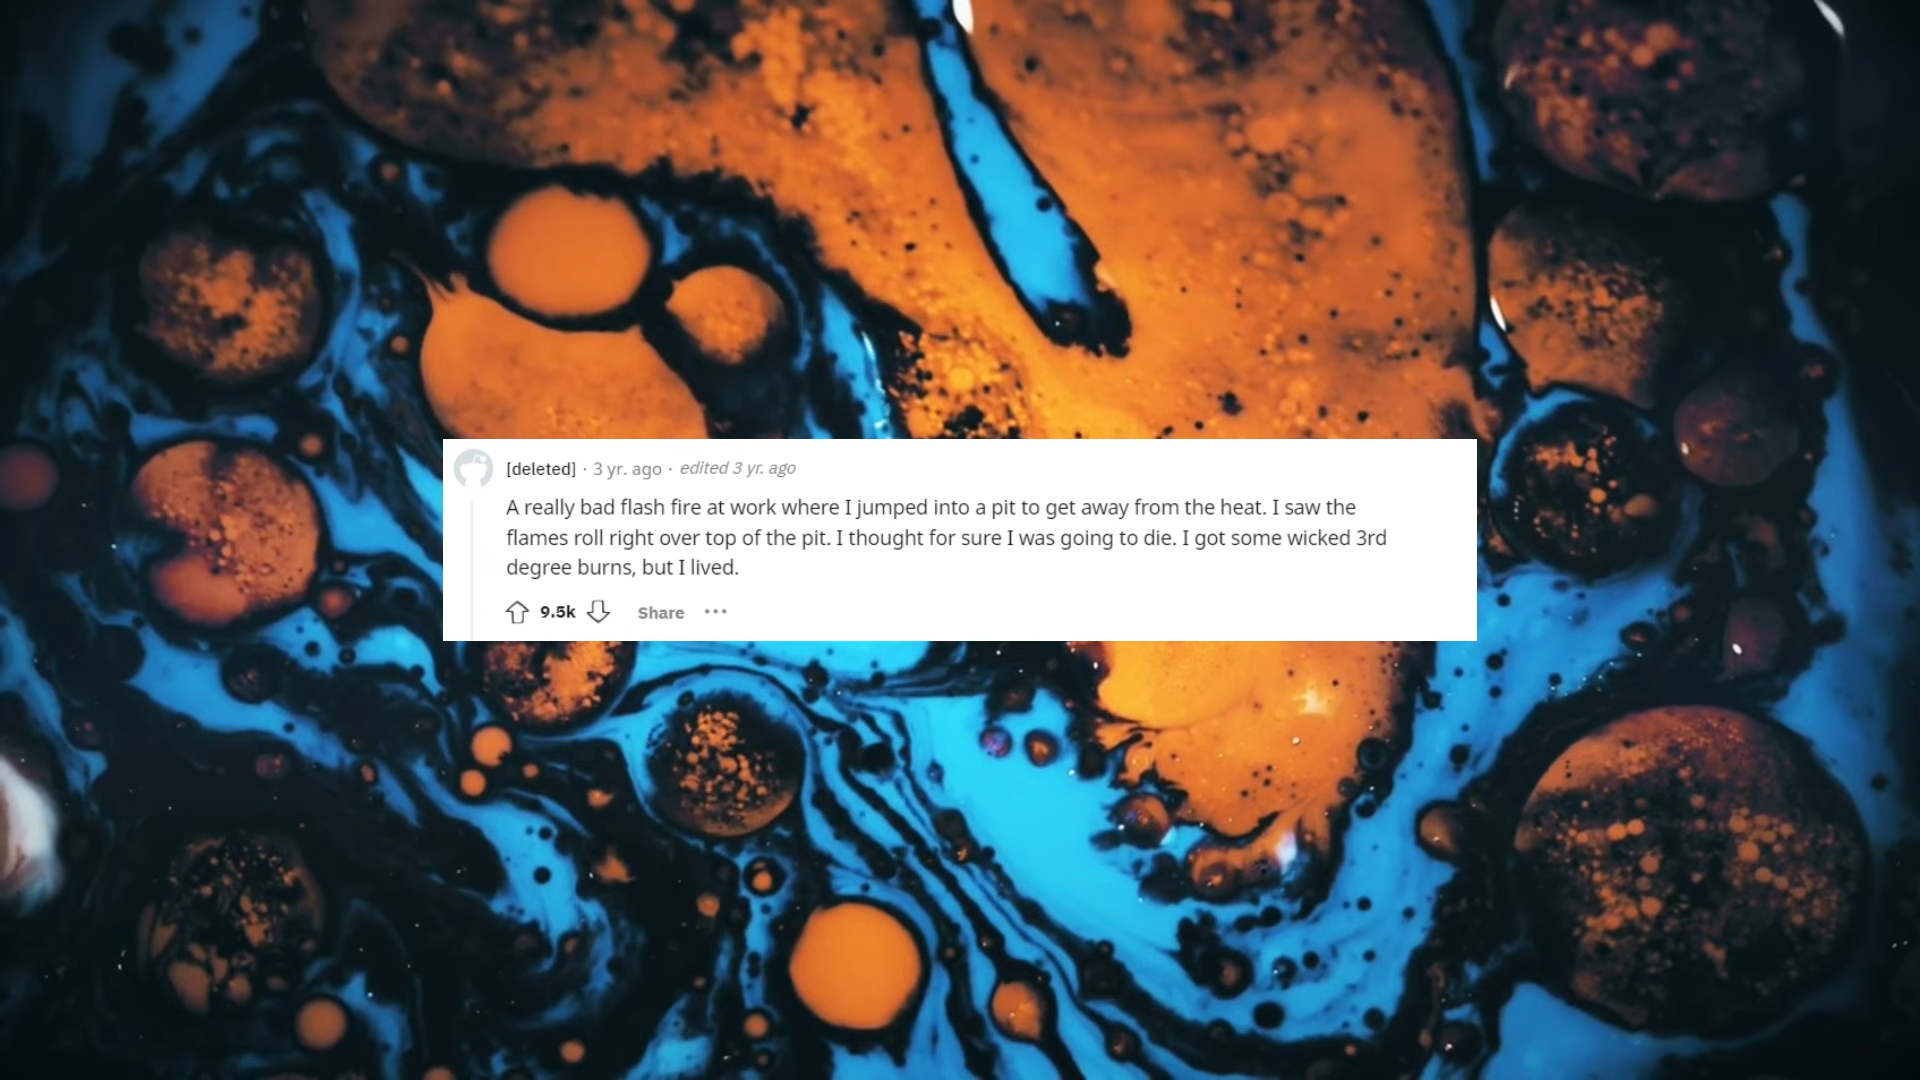 [deleted] · 3 yr. ago · edited 3 yr. ago
A really bad flash fire at work where I jumped into a pit to get away from the heat. I saw the
flames roll right over top of the pit. I thought for sure I was going to die. I got some wicked 3rd
degree burns, but I lived.
9.5k Share ···